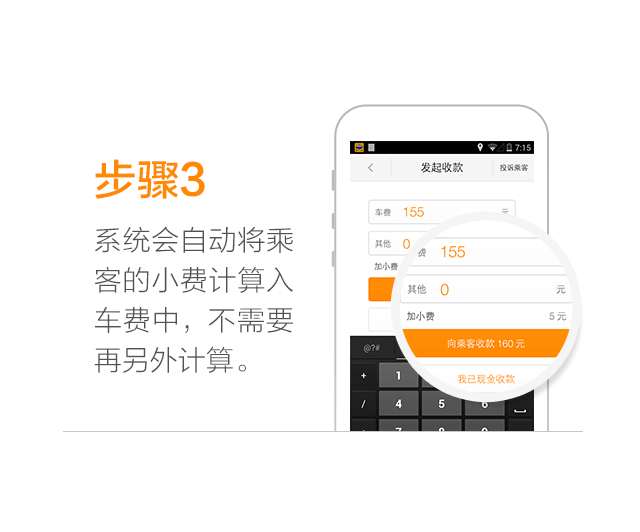 步骤3
系统会自动将乘
客的小费计算入
车费中，不需要
再另外计算。
7:15
发起收款
投诉乘客
车费 155 元
其他 0
加小费
费 155
其他 0 元
加小费 5 元
向乘客收款 160 元
我已现金收款
@?#
+ 1
/ 4 5 6
.